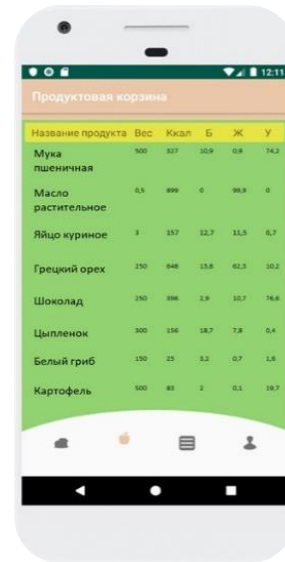 12:11
Продуктовая корзина
Название продукта Вес Ккал Б Ж У
Мука пшеничная 500 327 10,9 0,9 74,2
Масло растительное 0,5 899 0 99,9 0
Яйцо куриное 3 157 12,7 11,5 0,7
Грецкий орех 250 648 13,8 62,3 10,2
Шоколад 250 396 2,9 10,7 76,6
Цыпленок 300 156 18,7 7,8 0,4
Белый гриб 150 25 3,2 0,7 1,6
Картофель 500 83 2 0,1 19,7